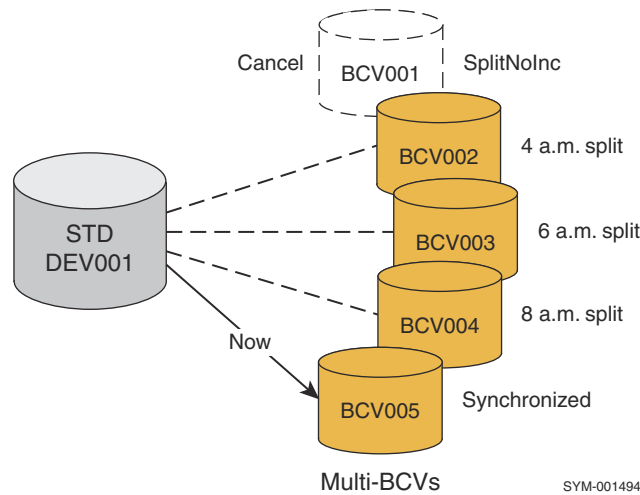 Cancel
BCV001
SplitNoInc
BCV002
4 a.m. split
STD
DEV001
BCV003
6 a.m. split
BCV004
8 a.m. split
Now
BCV005
Synchronized
Multi-BCVs
SYM-001494